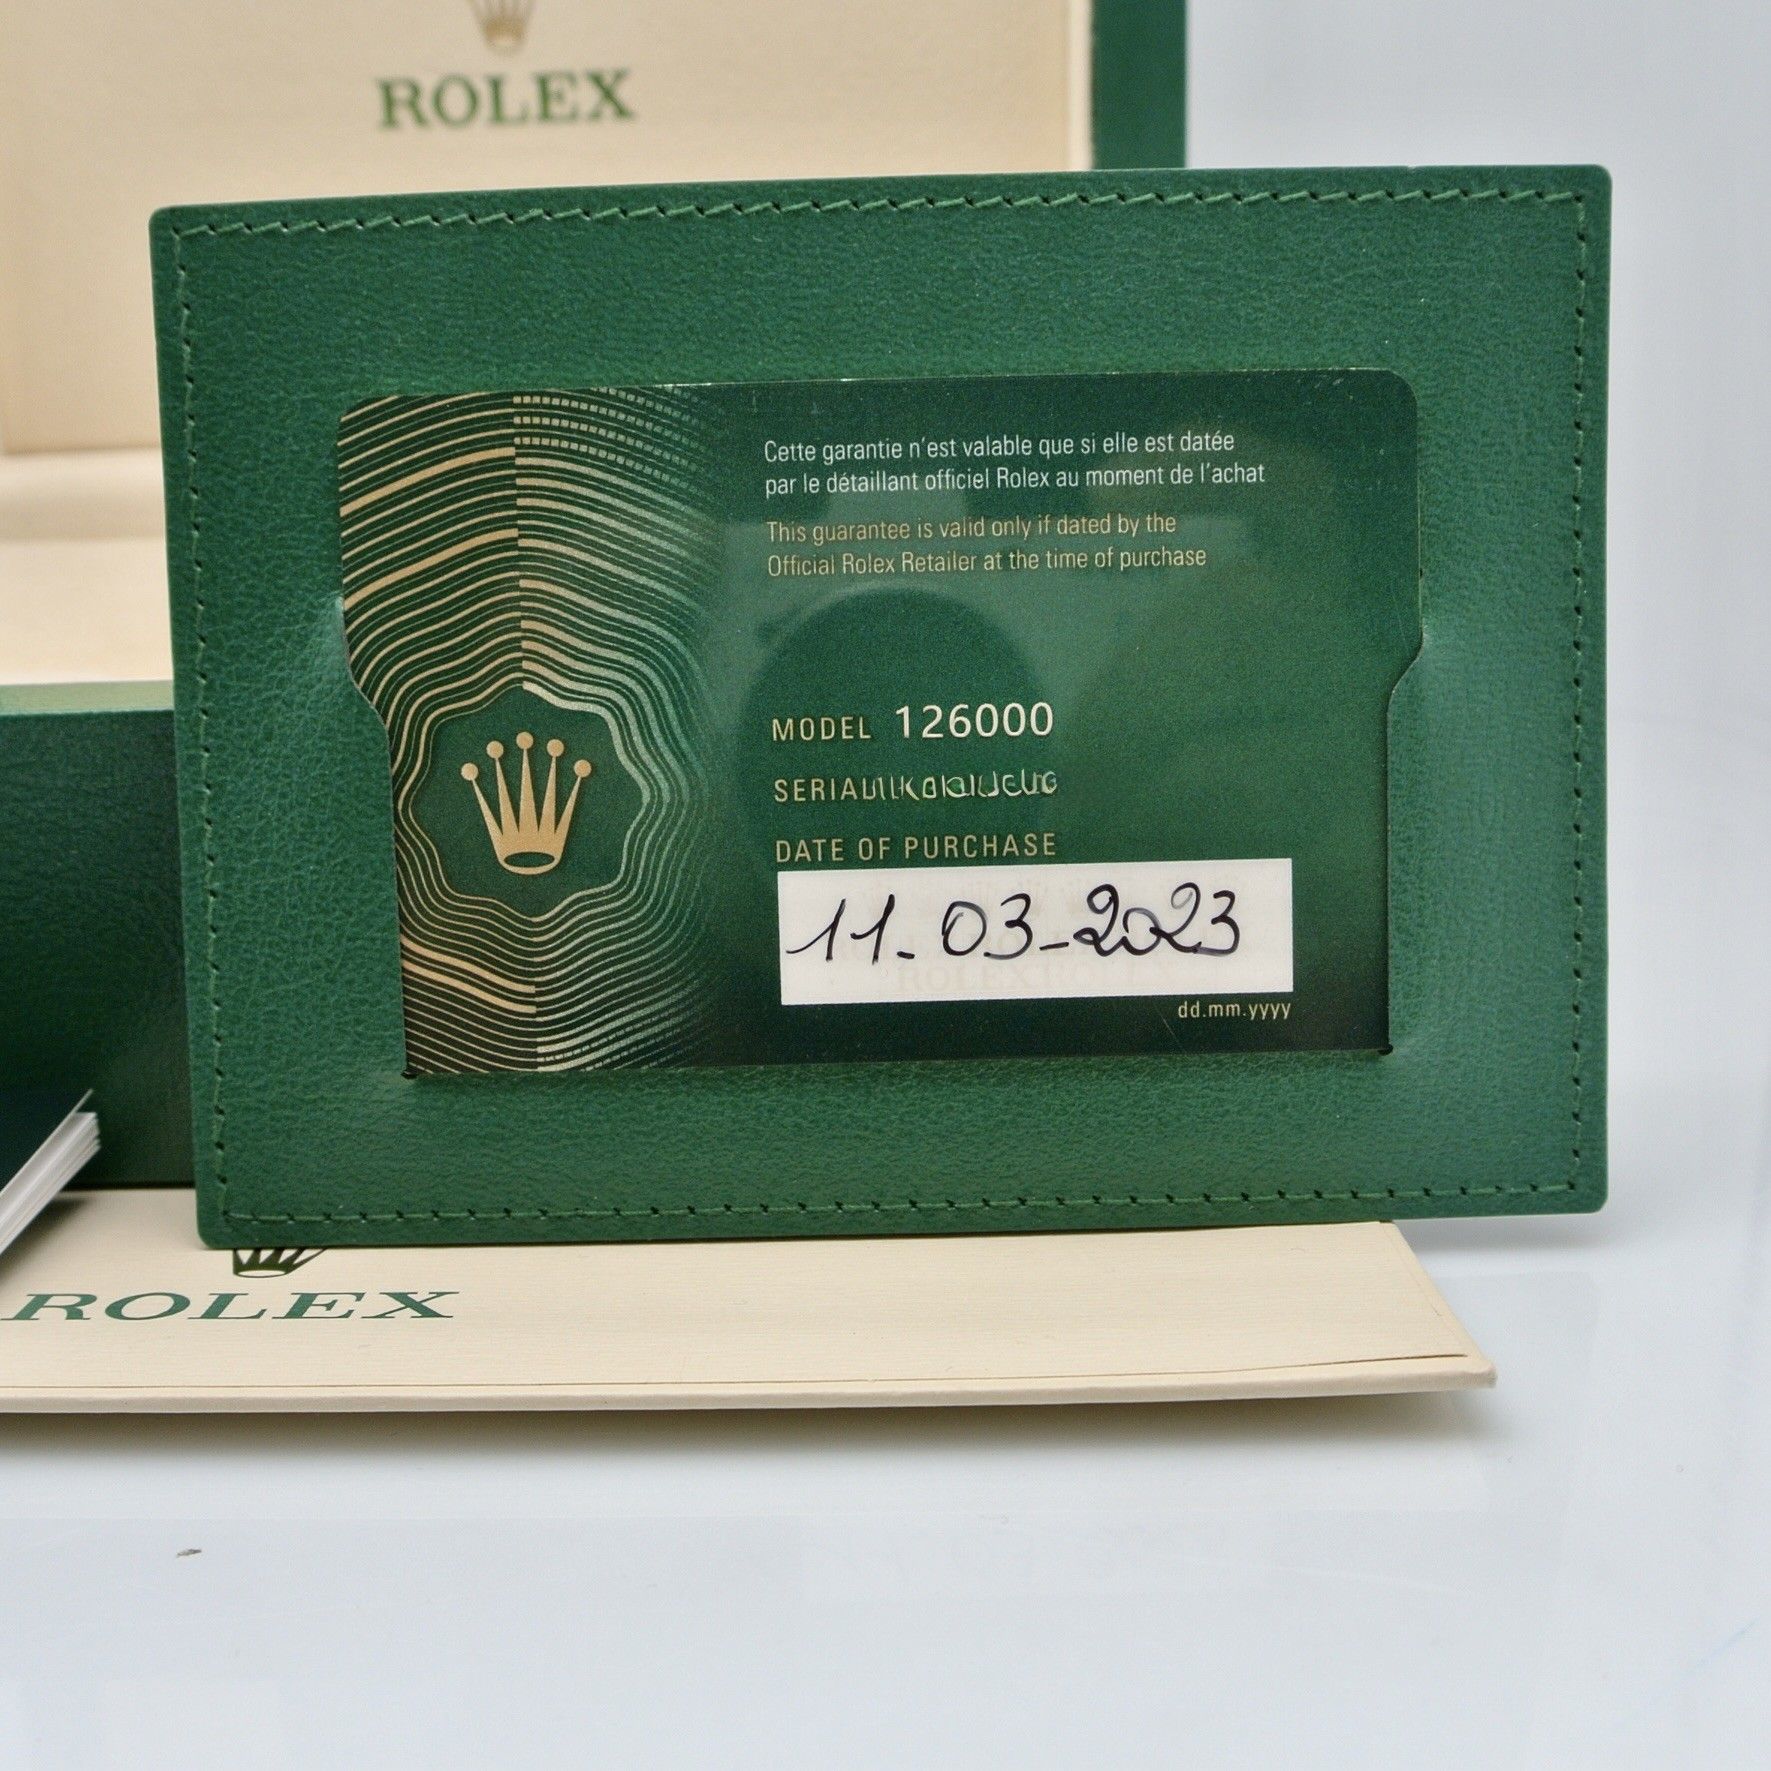 ROLEX
Cette garantie n'est valable que si elle est datée
par le détaillant officiel Rolex au moment de l'achat
This guarantee is valid only if dated by the
Official Rolex Retailer at the time of purchase
MODEL 126000
DATE OF PURCHASE
11.03-2023
ROLEX ROLEX
dd.mm.yyyy
ROLEX